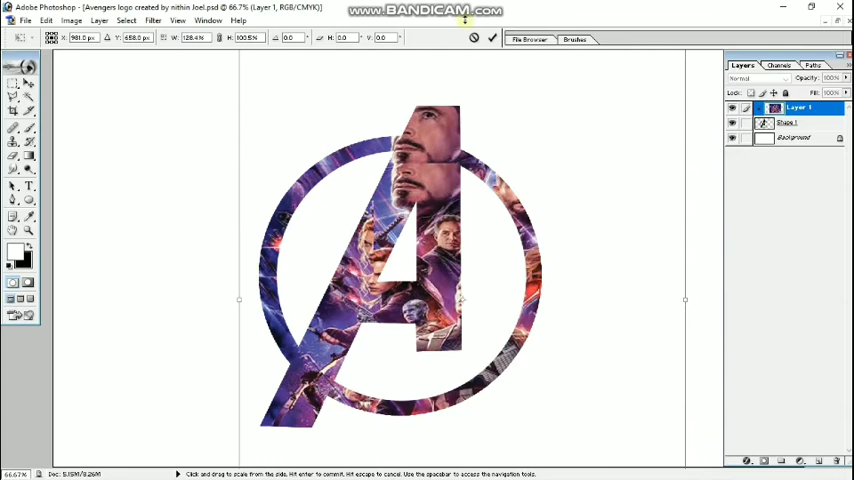 www.BANDICAM.com
Adobe Photoshop - [Avengers logo created by nithin Joel.psd @ 66.7% (Layer 1, RGB/CMYK)]
File Edit Image Layer Select Filter View Window Help
X: 981.0 px Y: 658.0 px W: 128.4% H: 100.5% 0.0 H: 0.0 V: 0.0 File Browser Brushes
Layers Channels Paths
Normal Opacity: 100%
Lock: Fill: 100%
Layer 1
Shape 1
Background
T
66.67% Doc: 5.15M/8.26M Click and drag to scale from the side. Hit enter to commit. Hit escape to cancel. Use the spacebar to access the navigation tools.